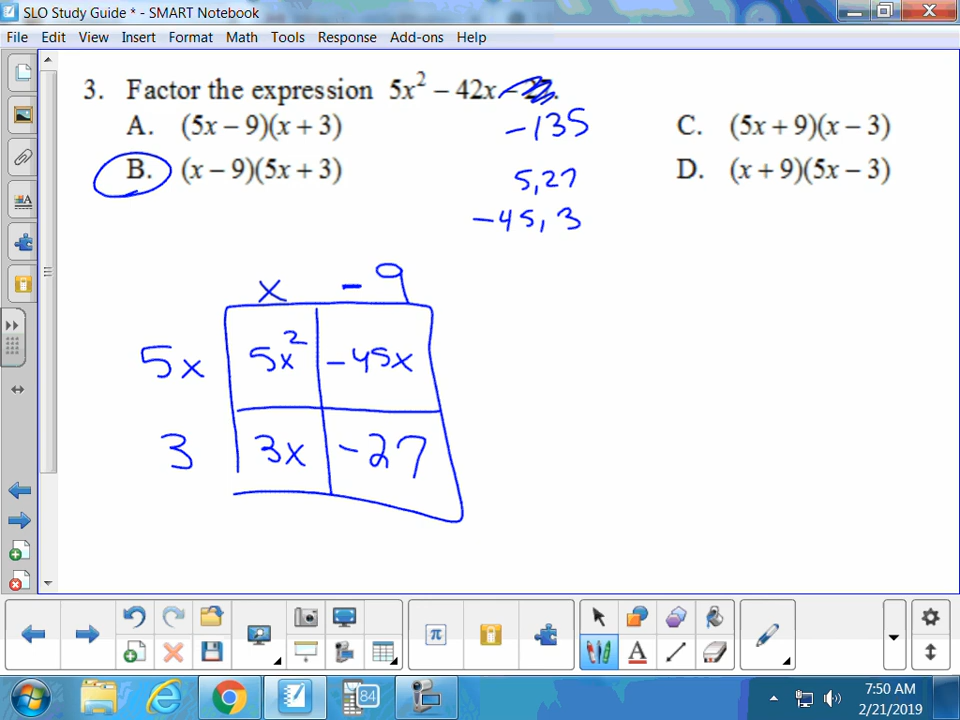 SLO Study Guide * - SMART Notebook
File Edit View Insert Format Math Tools Response Add-ons Help
3. Factor the expression 5x² – 42x –
A. (5x – 9)(x + 3)
C. (5x + 9)(x – 3)
B. (x – 9)(5x + 3)
D. (x + 9)(5x – 3)
-135
5,27
-45, 3
x - 9
5x 5x² -45x
3 3x -27
π
A
84
7:50 AM
2/21/2019